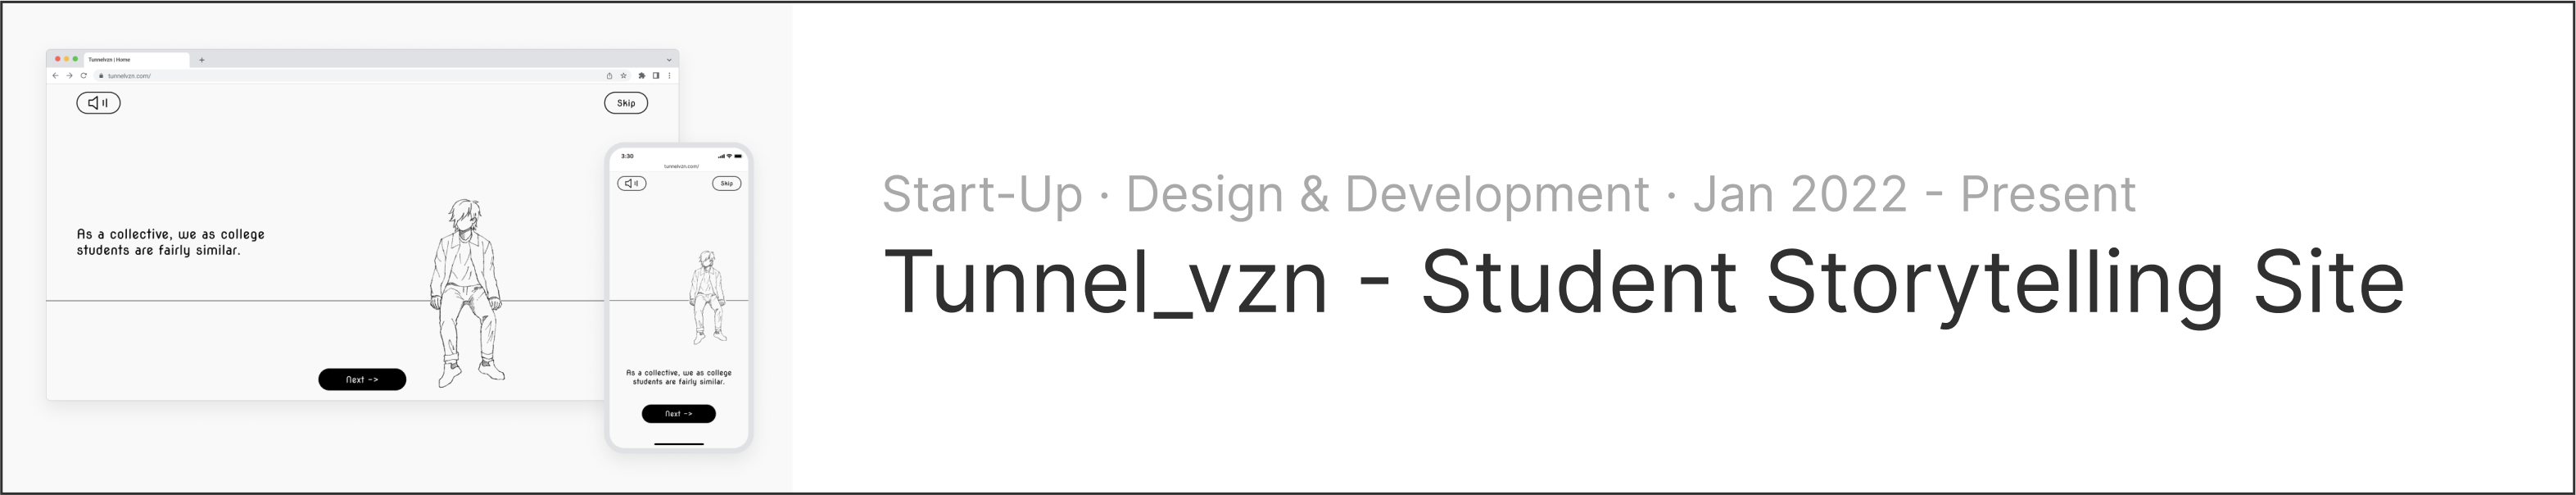 Tunnelvzn | Home
tunnelvzn.com/
Skip
As a collective, we as college
students are fairly similar.
Next ->
3:30
tunnelvzn.com/
Skip
As a collective, we as college
students are fairly similar.
Next ->
Start-Up · Design & Development · Jan 2022 - Present
Tunnel_vzn - Student Storytelling Site